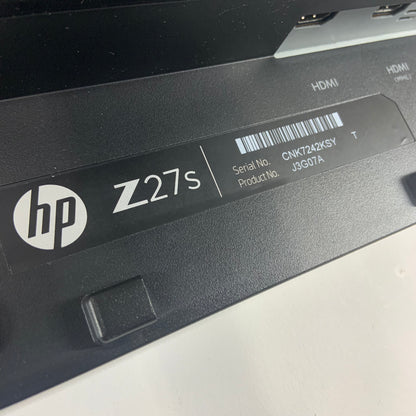 HDMI
HDMI
hp
Z27s
Serial No. CNK7242KSY T
Product No. J3G07A